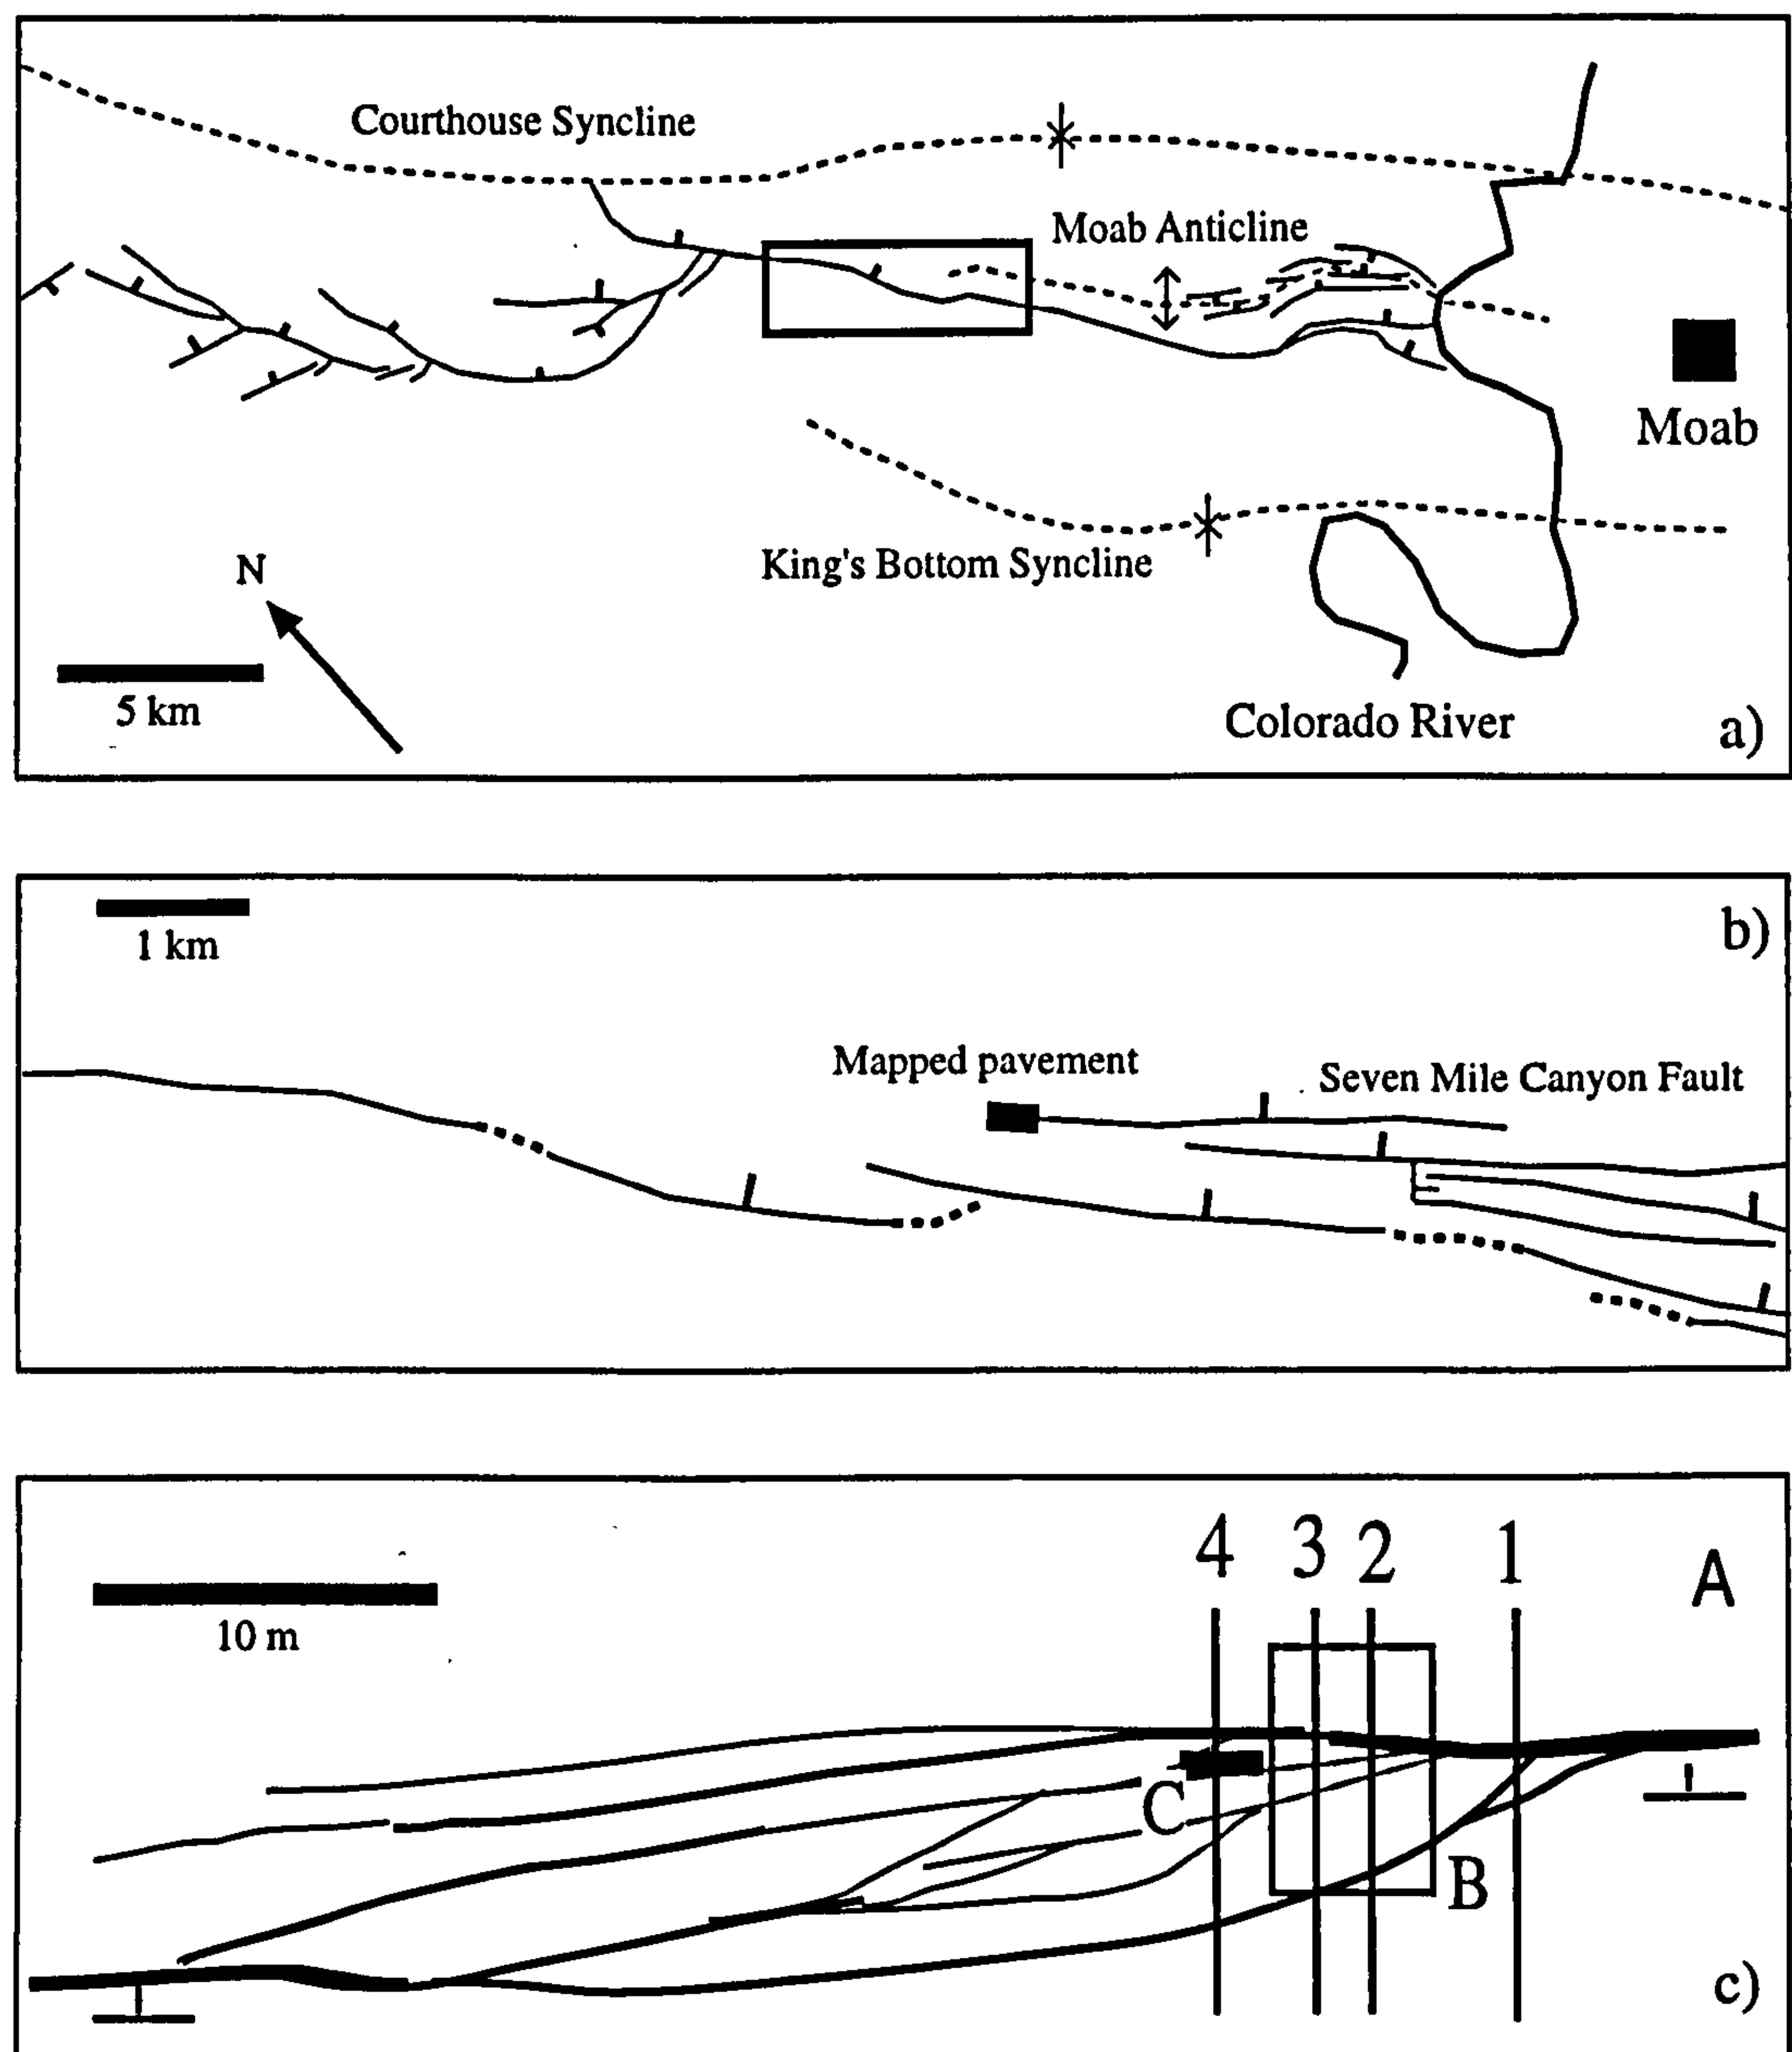 Courthouse Syncline
Moab Anticline
Moab
King's Bottom Syncline
N
5 km
Colorado River
a)
1 km
b)
Mapped pavement
Seven Mile Canyon Fault
4 3 2 1
A
10 m
C
B
c)